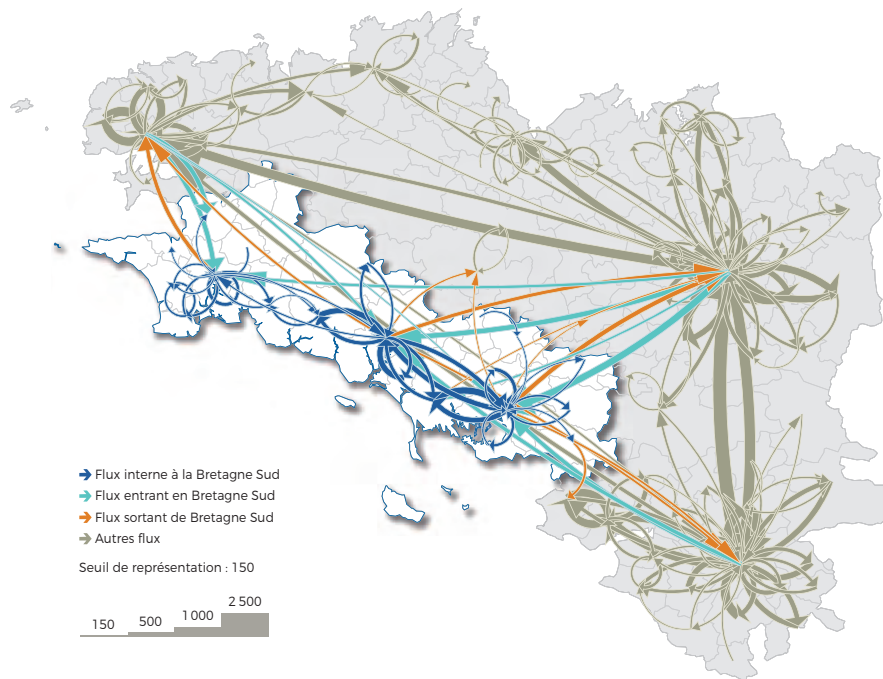 Flux interne à la Bretagne Sud
Flux entrant en Bretagne Sud
Flux sortant de Bretagne Sud
Autres flux
Seuil de représentation : 150
150 500 1 000 2 500